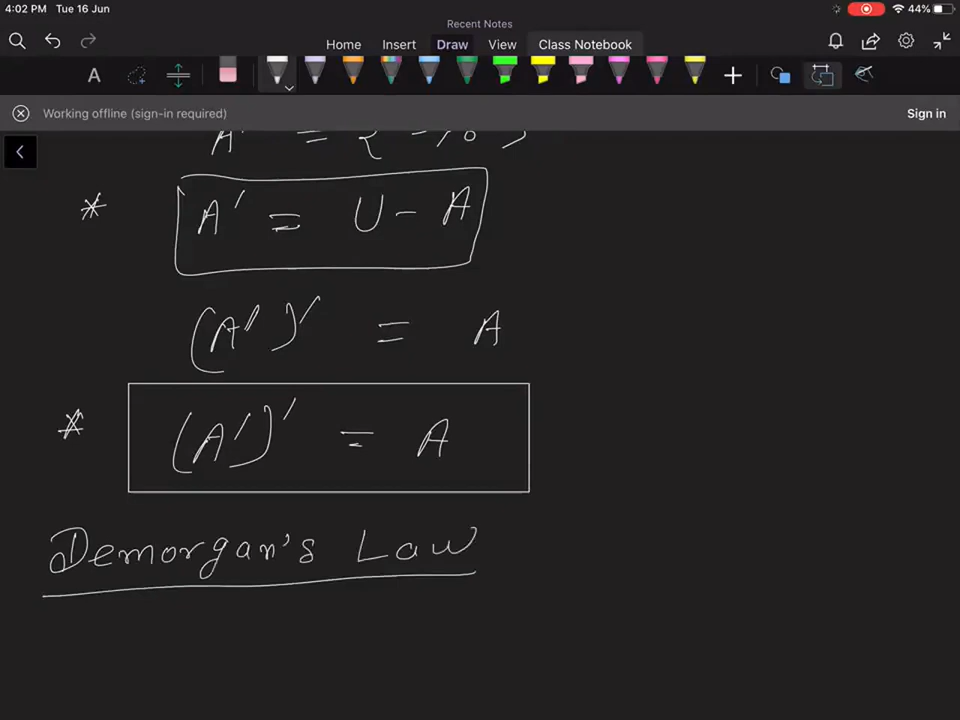 4:02 PM Tue 16 Jun
44%
Recent Notes
Home Insert Draw View Class Notebook
A
Working offline (sign-in required) Sign in
* A' = U - A
(A')' = A
* (A')' = A
Demorgan's Law